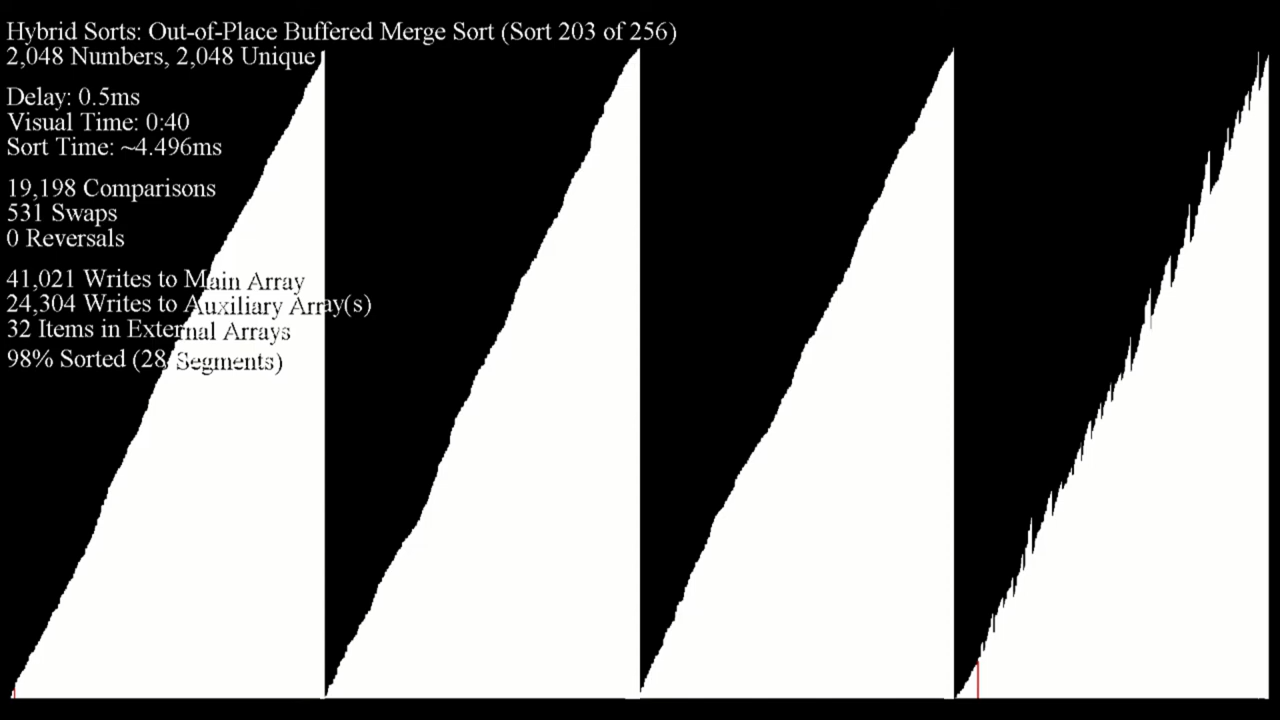 Hybrid Sorts: Out-of-Place Buffered Merge Sort (Sort 203 of 256)
2,048 Numbers, 2,048 Unique
Delay: 0.5ms
Visual Time: 0:40
Sort Time: ~4.496ms
19,198 Comparisons
531 Swaps
0 Reversals
41,021 Writes to Main Array
24,304 Writes to Auxiliary Array(s)
32 Items in External Arrays
98% Sorted (28 Segments)